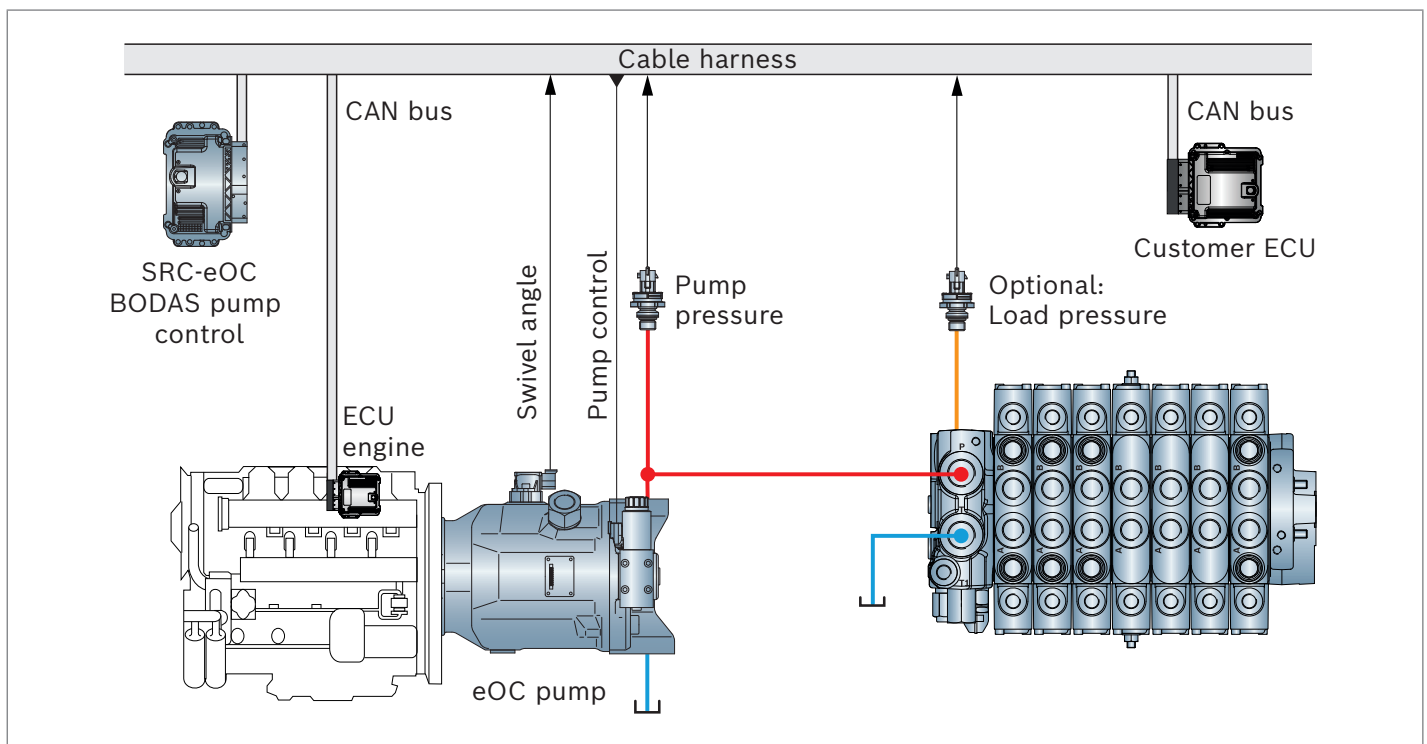 Cable harness
CAN bus
CAN bus
SRC-eOC
BODAS pump
control
Swivel angle
Pump control
Pump
pressure
Optional:
Load pressure
Customer ECU
ECU
engine
eOC pump
P
T1
B
B
B
B
B
B
B
A
A
A
A
A
A
A